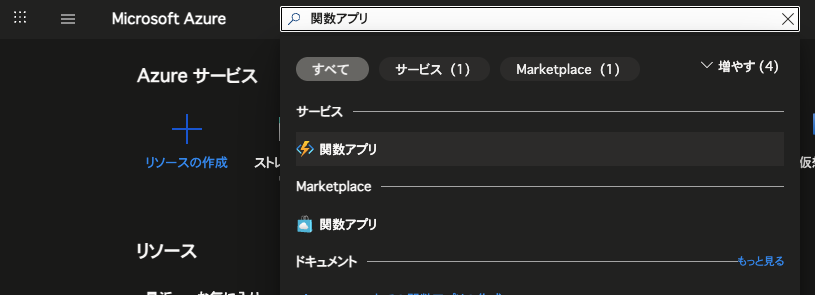 Microsoft Azure
関数アプリ
すべて
サービス (1)
Marketplace (1)
増やす (4)
Azure サービス
サービス
関数アプリ
リソースの作成
ストレ
Marketplace
関数アプリ
リソース
ドキュメント
もっと見る